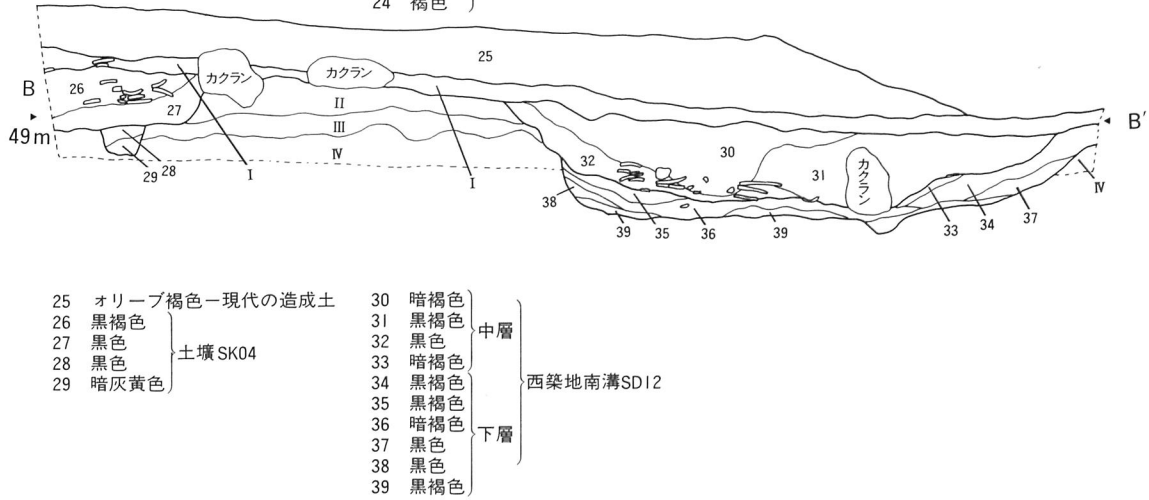 24 褐色 )
25
カクラン
カクラン
B
26
27
II
I
B′
49m
III
IV
30
カクラン
32
31
29 28
I
I
IV
38
39 35 36 39
33 34 37
25 オリーブ褐色ー現代の造成土
26 黒褐色
27 黒色
28 黒色
29 暗灰黄色
土壙SK04
30 暗褐色
31 黒褐色
32 黒色
33 暗褐色
中層
34 黒褐色
35 黒褐色
36 暗褐色
37 黒色
38 黒色
39 黒褐色
下層
西築地南溝SD12